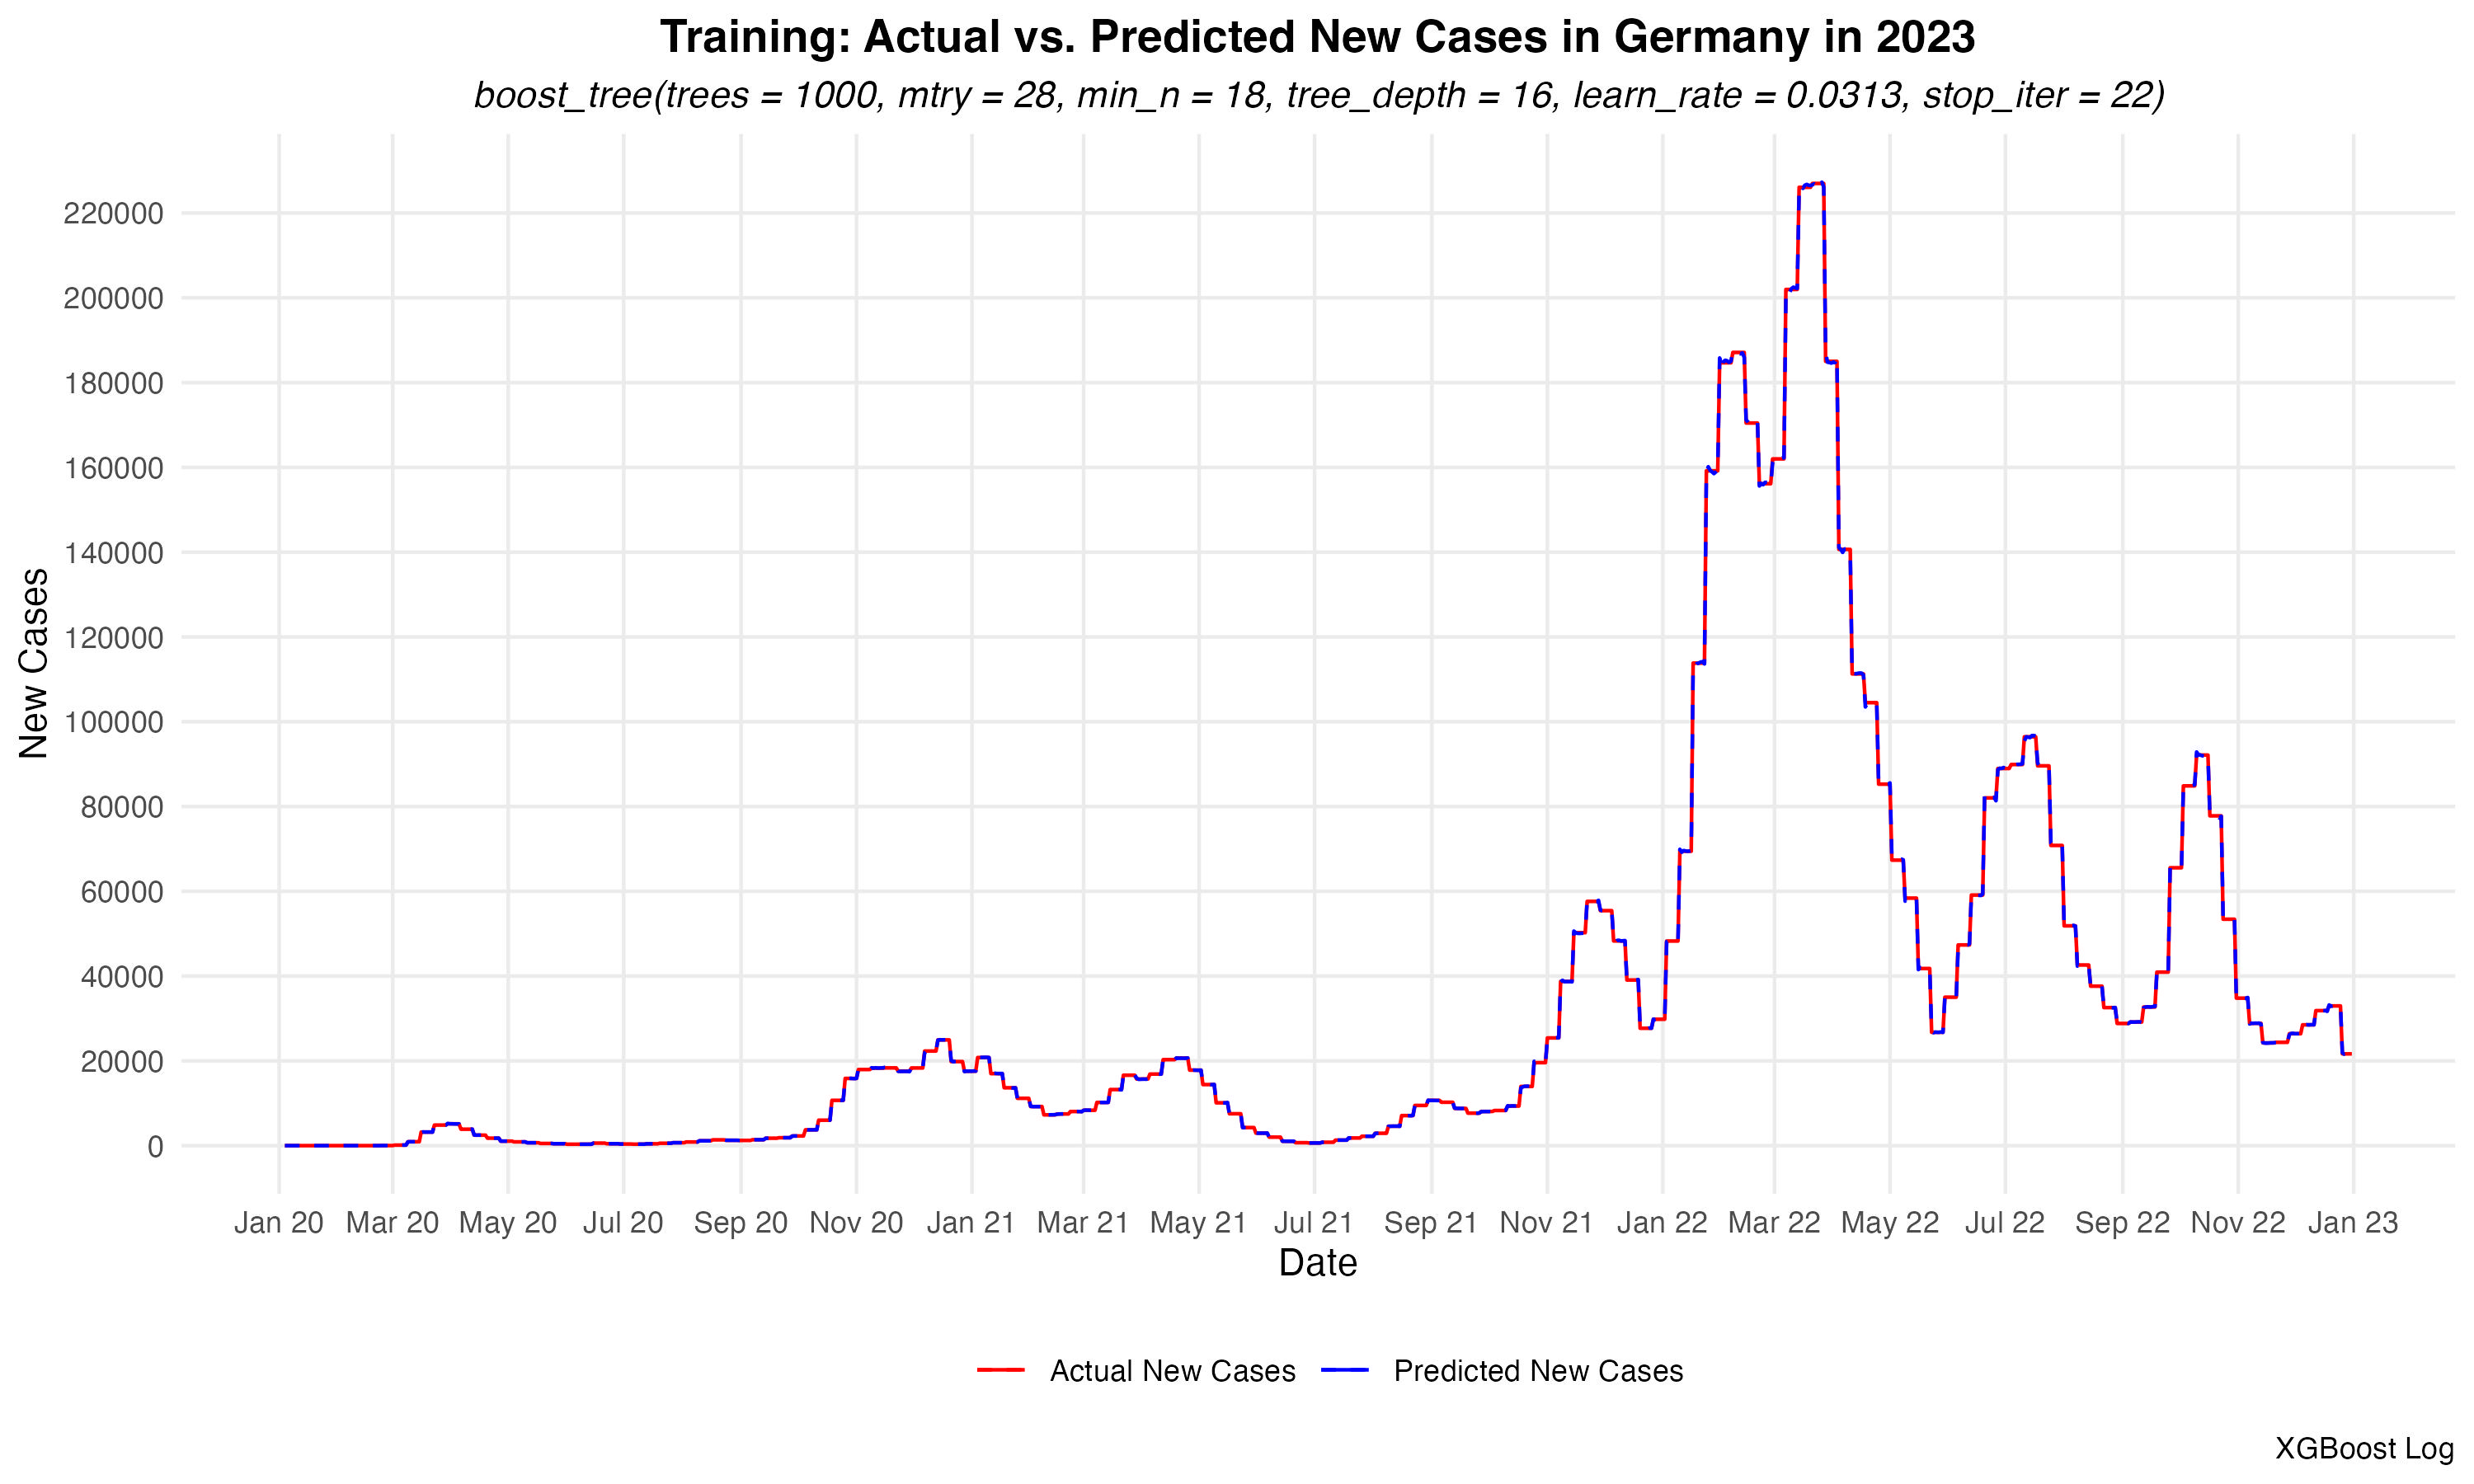 Training: Actual vs. Predicted New Cases in Germany in 2023
boost_tree(trees = 1000, mtry = 28, min_n = 18, tree_depth = 16, learn_rate = 0.0313, stop_iter = 22)
New Cases
220000
200000
180000
160000
140000
120000
100000
80000
60000
40000
20000
0
Jan 20 Mar 20 May 20 Jul 20 Sep 20 Nov 20 Jan 21 Mar 21 May 21 Jul 21 Sep 21 Nov 21 Jan 22 Mar 22 May 22 Jul 22 Sep 22 Nov 22 Jan 23
Date
Actual New Cases Predicted New Cases
XGBoost Log